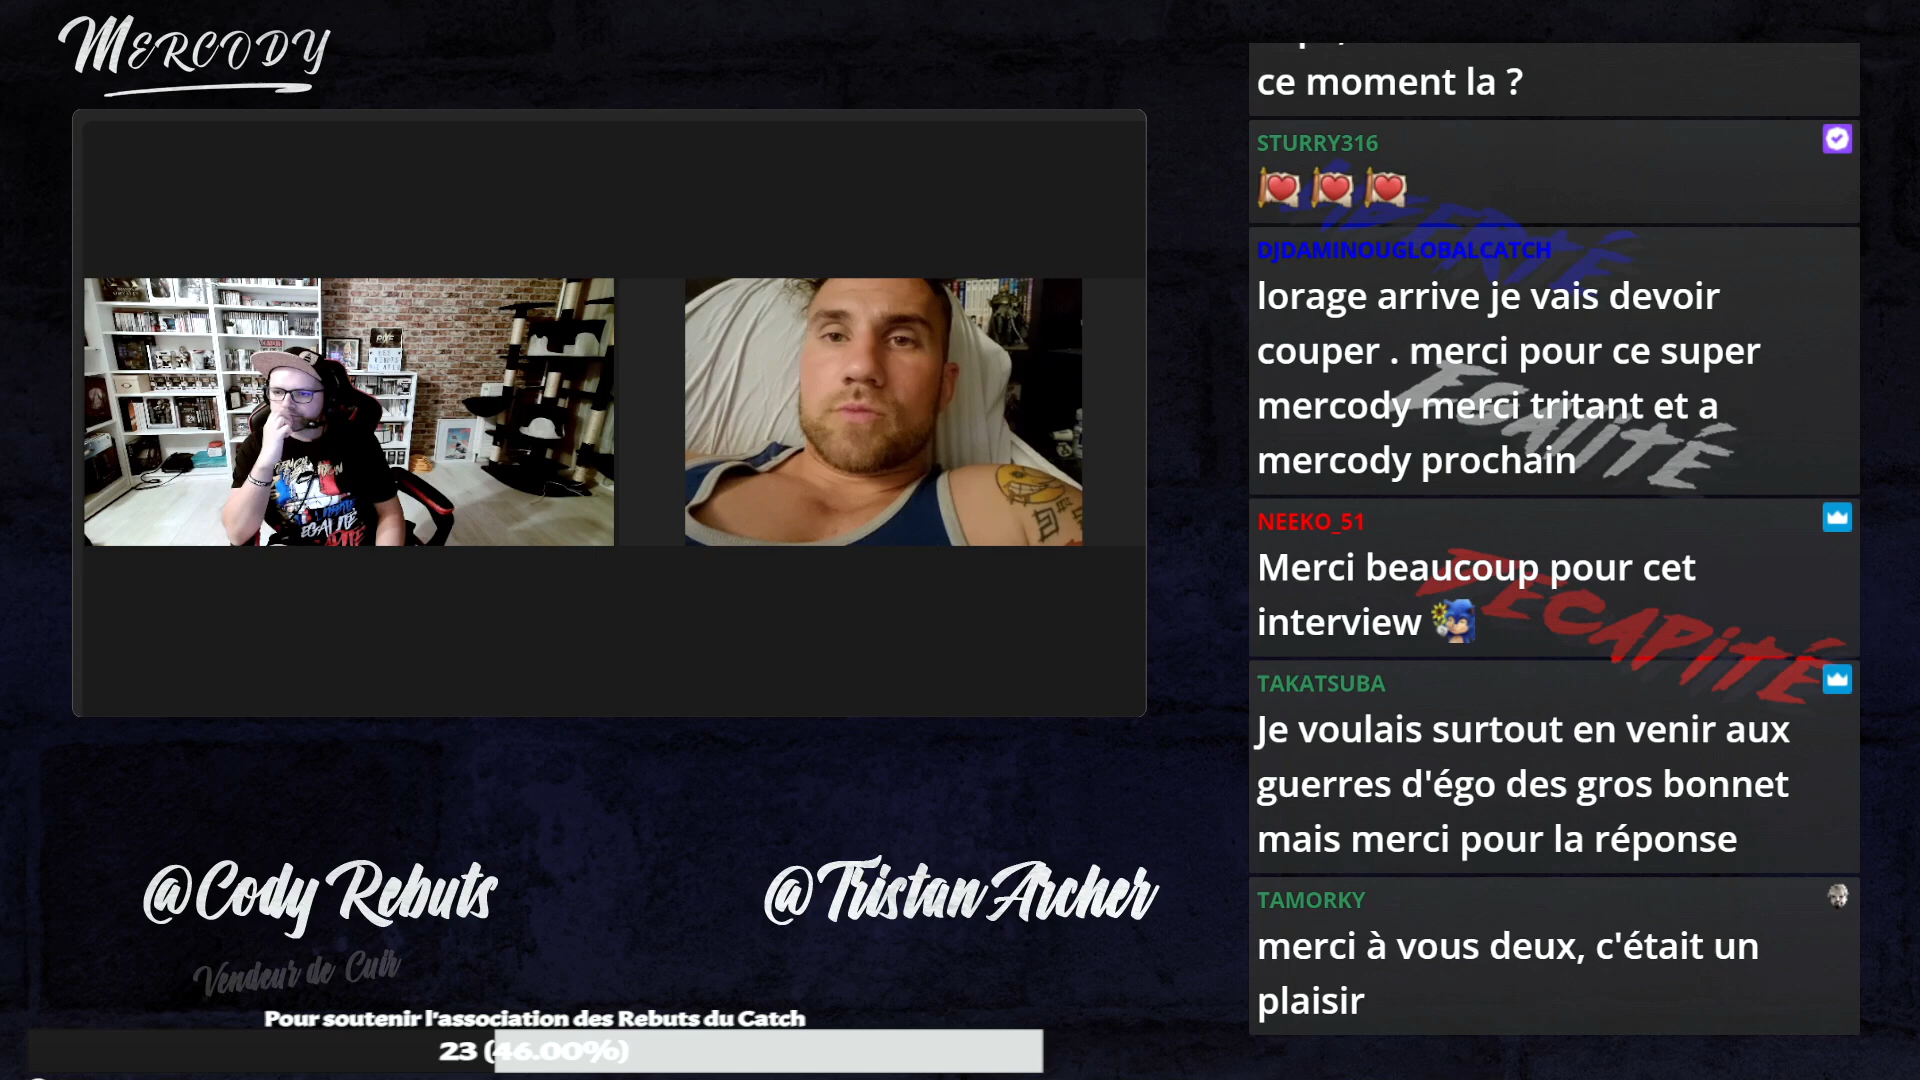 MERCODY
@Cody Rebuts
@Tristan Archer
Vendeur de Cuir
Pour soutenir l'association des Rebuts du Catch
23 (46.00%)
ce moment la ?
STURRY316
LIBERTÉ
DJDAMINOUGLOBALCATCH
lorage arrive je vais devoir
couper . merci pour ce super
mercody merci tritant et a
mercody prochain
EGALITÉ
NEEKO_51
Merci beaucoup pour cet
interview
DECAPITÉ
TAKATSUBA
Je voulais surtout en venir aux
guerres d'égo des gros bonnet
mais merci pour la réponse
TAMORKY
merci à vous deux, c'était un
plaisir